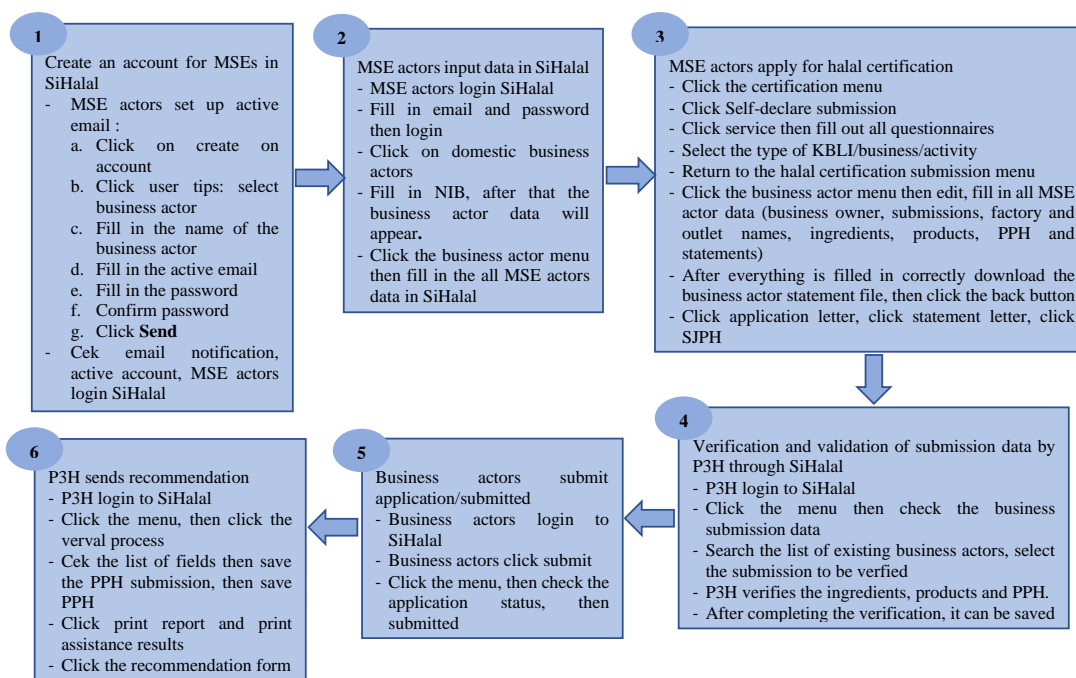 1
Create an account for MSEs in
SiHalal
- MSE actors set up active
email :
a. Click on create on
account
b. Click user tips: select
business actor
c. Fill in the name of the
business actor
d. Fill in the active email
e. Fill in the password
f. Confirm password
g. Click Send
- Cek email notification,
active account, MSE actors
login SiHalal
2
MSE actors input data in SiHalal
- MSE actors login SiHalal
- Fill in email and password
then login
- Click on domestic business
actors
- Fill in NIB, after that the
business actor data will
appear.
- Click the business actor menu
then fill in the all MSE actors
data in SiHalal
3
MSE actors apply for halal certification
- Click the certification menu
- Click Self-declare submission
- Click service then fill out all questionnaires
- Select the type of KBLI/business/activity
- Return to the halal certification submission menu
- Click the business actor menu then edit, fill in all MSE
actor data (business owner, submissions, factory and
outlet names, ingredients, products, PPH and
statements)
- After everything is filled in correctly download the
business actor statement file, then click the back button
- Click application letter, click statement letter, click
SJPH
4
Verification and validation of submission data by
P3H through SiHalal
- P3H login to SiHalal
- Click the menu then check the business
submission data
- Search the list of existing business actors, select
the submission to be verfied
- P3H verifies the ingredients, products and PPH.
- After completing the verification, it can be saved
5
Business actors submit
application/submitted
- Business actors login to
SiHalal
- Business actors click submit
- Click the menu, then check the
application status, then
submitted
6
P3H sends recommendation
- P3H login to SiHalal
- Click the menu, then click the
verval process
- Cek the list of fields then save
the PPH submission, then save
PPH
- Click print report and print
assistance results
- Click the recommendation form